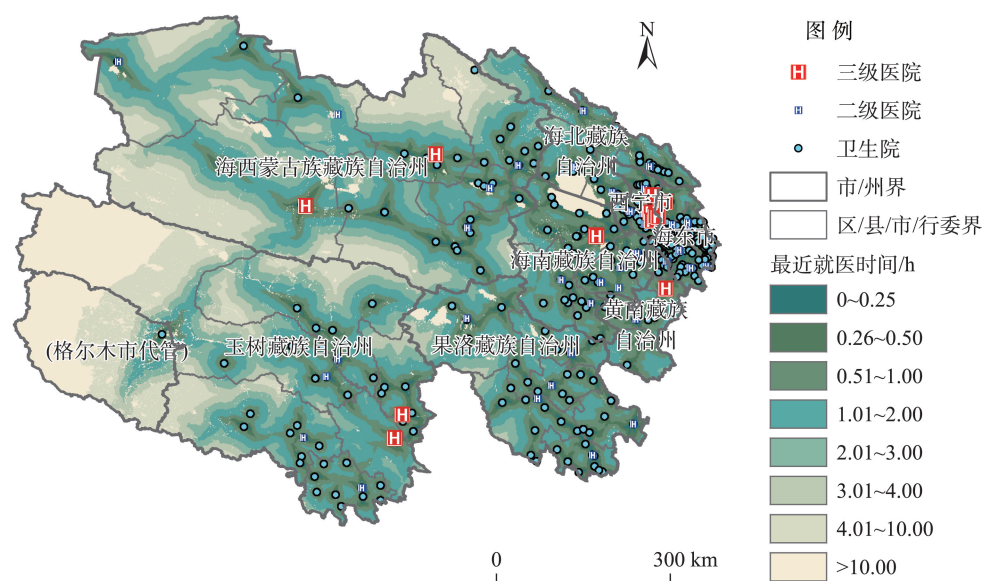 N
海北藏族
自治州
海西蒙古族藏族自治州
西宁市
海东市
海南藏族自治州
黄南藏族
自治州
(格尔木市代管)
玉树藏族自治州
果洛藏族自治州
0 300 km
图 例
H 三级医院
H 二级医院
卫生院
市/州界
区/县/市/行委界
最近就医时间/h
0~0.25
0.26~0.50
0.51~1.00
1.01~2.00
2.01~3.00
3.01~4.00
4.01~10.00
>10.00